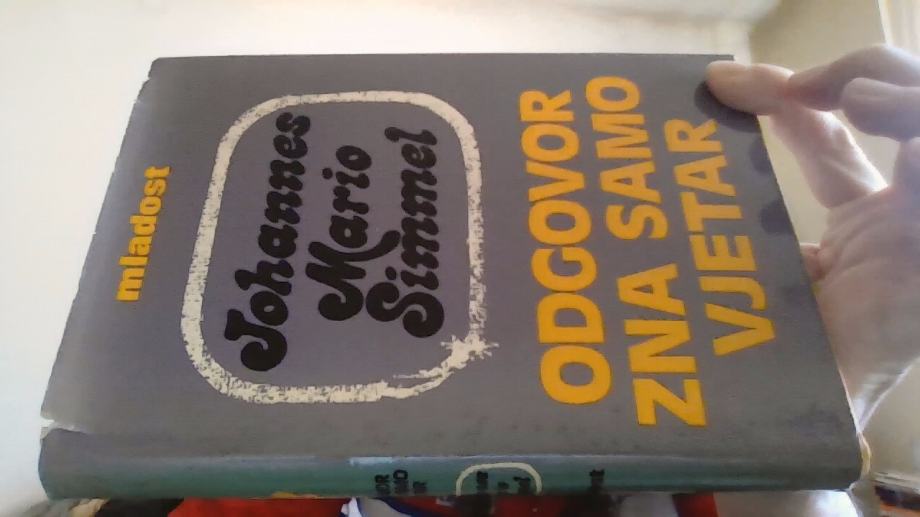 mladost
Johannes
Mario
Simmel
ODGOVOR
ZNA SAMO
VJETAR